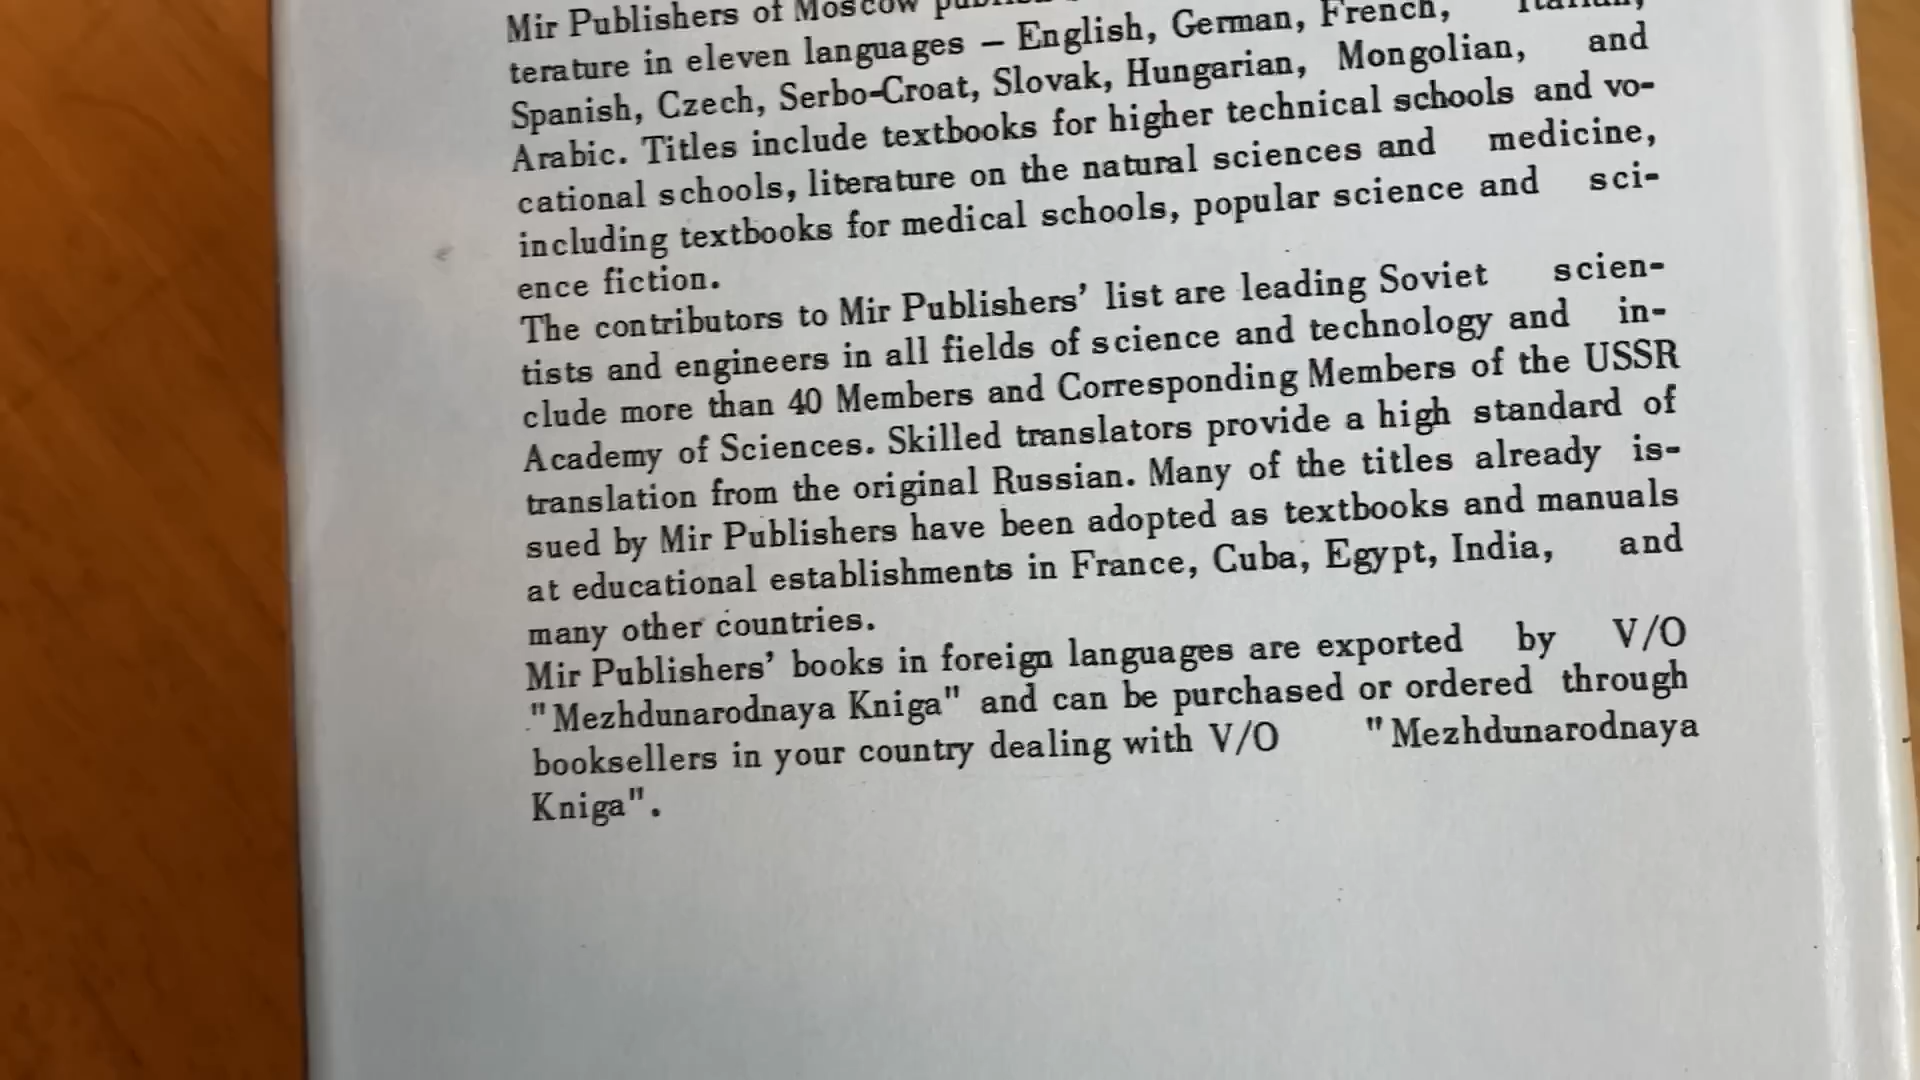 Mir Publishers of Moscow
terature in eleven languages – English, German, French, Italian,
Spanish, Czech, Serbo-Croat, Slovak, Hungarian, Mongolian, and
Arabic. Titles include textbooks for higher technical schools and vo-
cational schools, literature on the natural sciences and medicine,
including textbooks for medical schools, popular science and sci-
ence fiction.
The contributors to Mir Publishers' list are leading Soviet scien-
tists and engineers in all fields of science and technology and in-
clude more than 40 Members and Corresponding Members of the USSR
Academy of Sciences. Skilled translators provide a high standard of
translation from the original Russian. Many of the titles already is-
sued by Mir Publishers have been adopted as textbooks and manuals
at educational establishments in France, Cuba, Egypt, India, and
many other countries.
Mir Publishers' books in foreign languages are exported by V/O
"Mezhdunarodnaya Kniga" and can be purchased or ordered through
booksellers in your country dealing with V/O "Mezhdunarodnaya
Kniga".